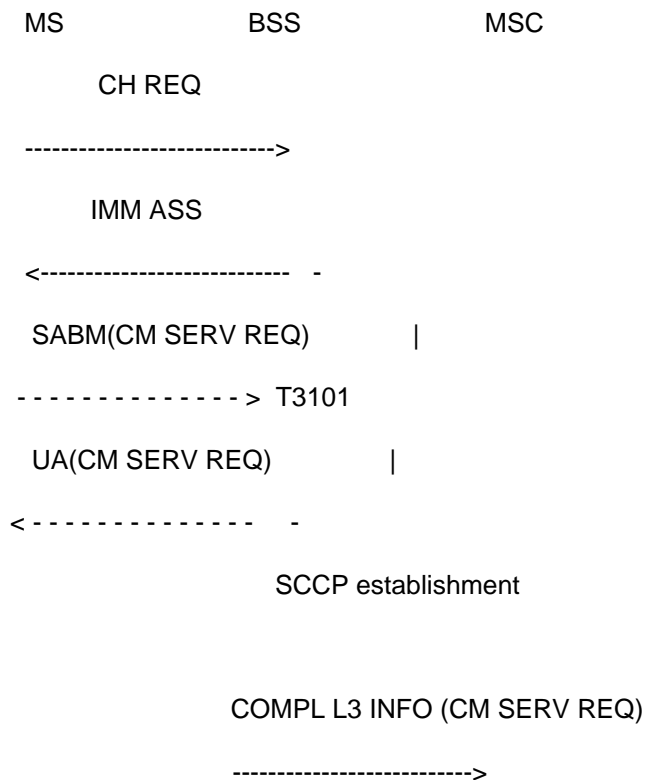 MS BSS MSC
CH REQ
---------------------------->
IMM ASS
<---------------------------- -
SABM(CM SERV REQ) |
- - - - - - - - - - - - - - > T3101
UA(CM SERV REQ) |
< - - - - - - - - - - - - - - -
SCCP establishment
COMPL L3 INFO (CM SERV REQ)
--------------------------->